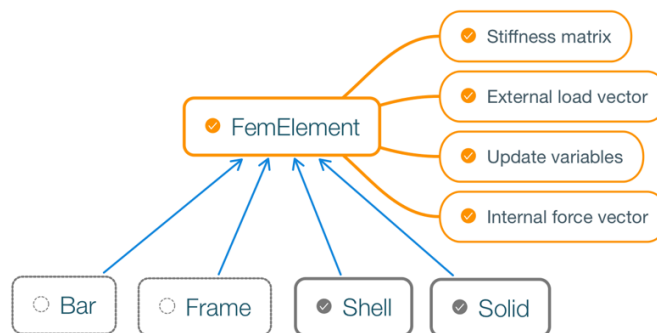 Stiffness matrix
External load vector
FemElement
Update variables
Internal force vector
Bar
Frame
Shell
Solid